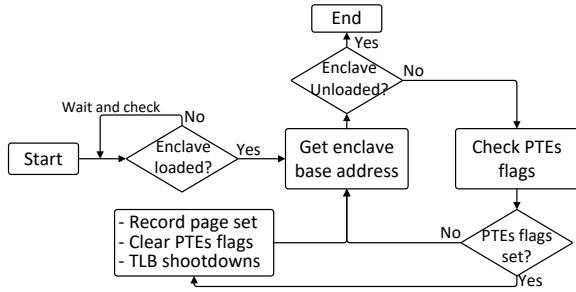 End
Yes
Enclave
Unloaded?
No
Wait and check
No
Start
Enclave
loaded?
Yes
Get enclave
base address
Check PTEs
flags
- Record page set
- Clear PTEs flags
- TLB shootdowns
No
PTEs flags
set?
Yes